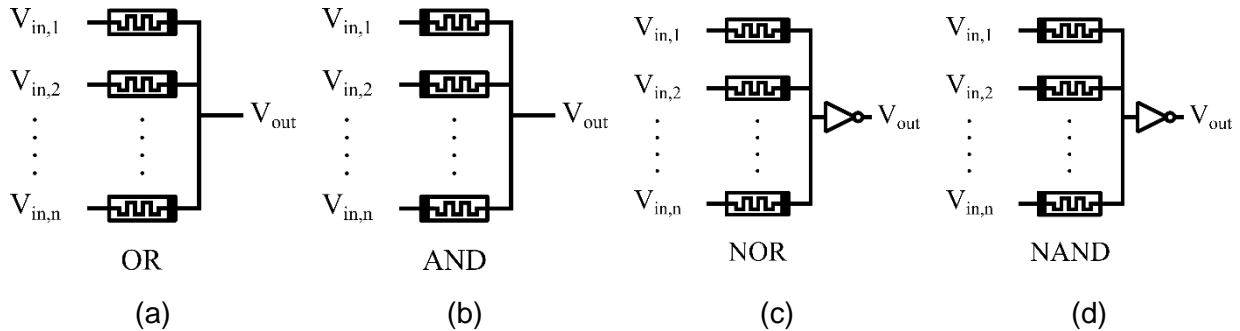 V_in,1
V_in,2
V_in,n
V_out
OR
(a)
V_in,1
V_in,2
V_in,n
V_out
AND
(b)
V_in,1
V_in,2
V_in,n
V_out
NOR
(c)
V_in,1
V_in,2
V_in,n
V_out
NAND
(d)